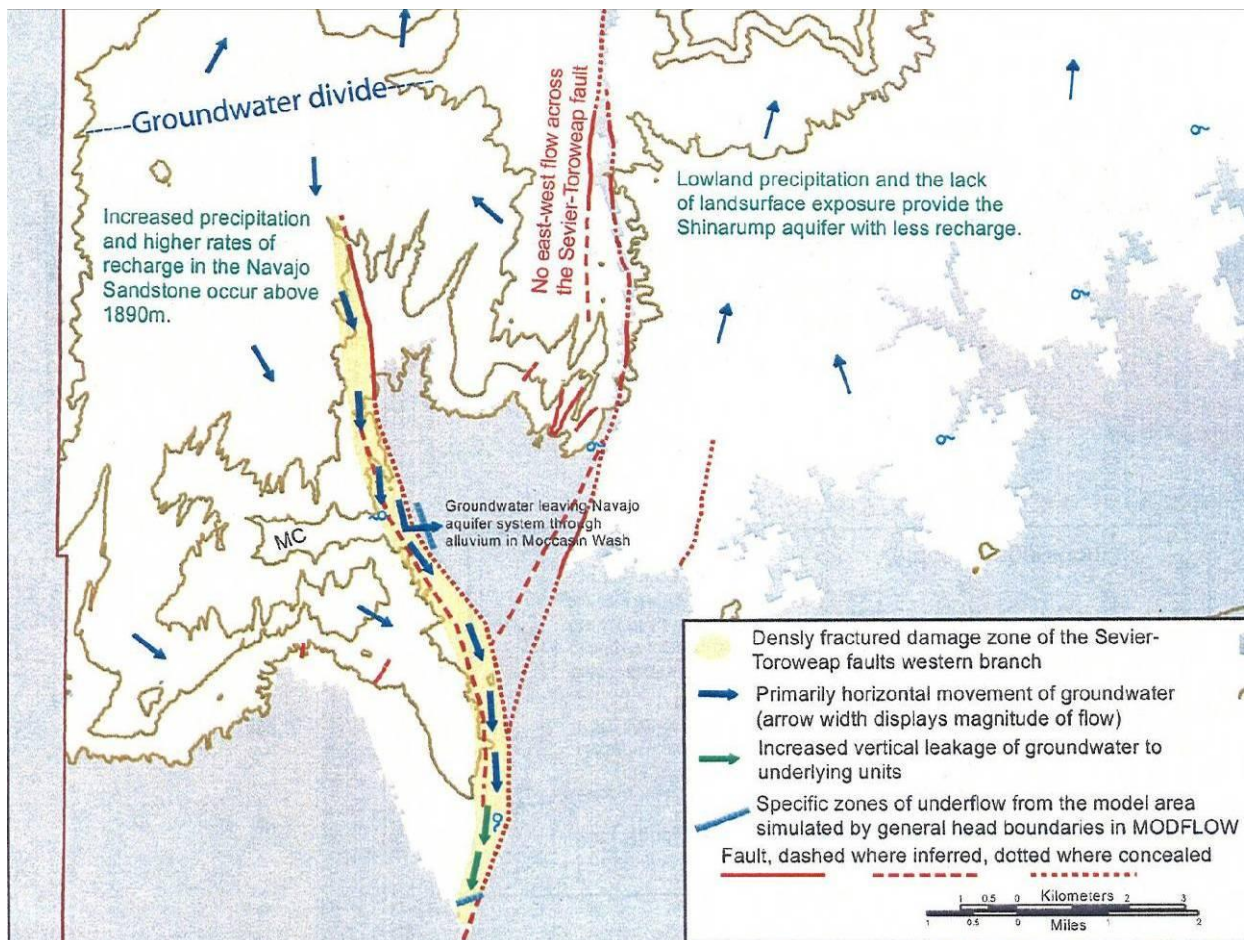 -----Groundwater divide------
No east-west flow across
the Sevier-Toroweap fault
Increased precipitation
and higher rates of
recharge in the Navajo
Sandstone occur above
1890m.
Lowland precipitation and the lack
of landsurface exposure provide the
Shinarump aquifer with less recharge.
Groundwater leaving Navajo
aquifer system through
alluvium in Moccasin Wash
MC
Densly fractured damage zone of the Sevier-
Toroweap faults western branch
Primarily horizontal movement of groundwater
(arrow width displays magnitude of flow)
Increased vertical leakage of groundwater to
underlying units
Specific zones of underflow from the model area
simulated by general head boundaries in MODFLOW
Fault, dashed where inferred, dotted where concealed
1 0.5 0 Kilometers 2 3
1 0.5 0 Miles 1 2